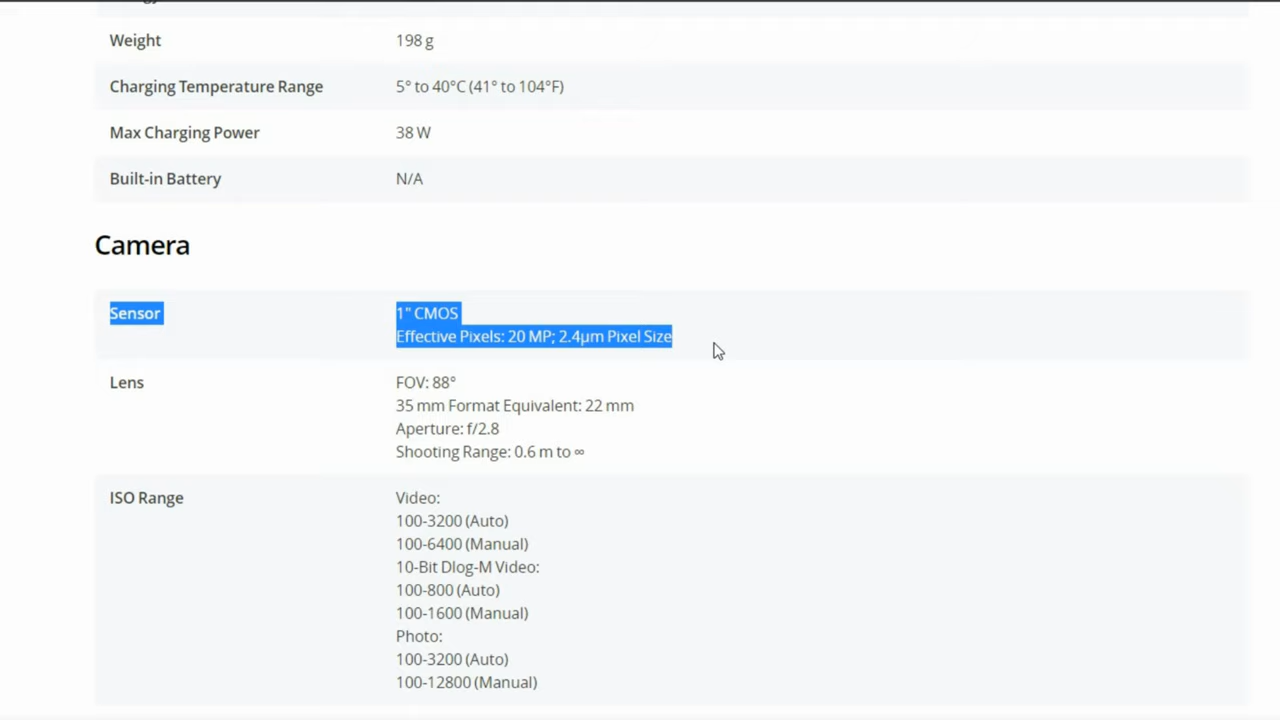 Weight 198 g
Charging Temperature Range 5° to 40°C (41° to 104°F)
Max Charging Power 38 W
Built-in Battery N/A
Camera
Sensor 1" CMOS
Effective Pixels: 20 MP; 2.4μm Pixel Size
Lens FOV: 88°
35 mm Format Equivalent: 22 mm
Aperture: f/2.8
Shooting Range: 0.6 m to ∞
ISO Range Video:
100-3200 (Auto)
100-6400 (Manual)
10-Bit Dlog-M Video:
100-800 (Auto)
100-1600 (Manual)
Photo:
100-3200 (Auto)
100-12800 (Manual)